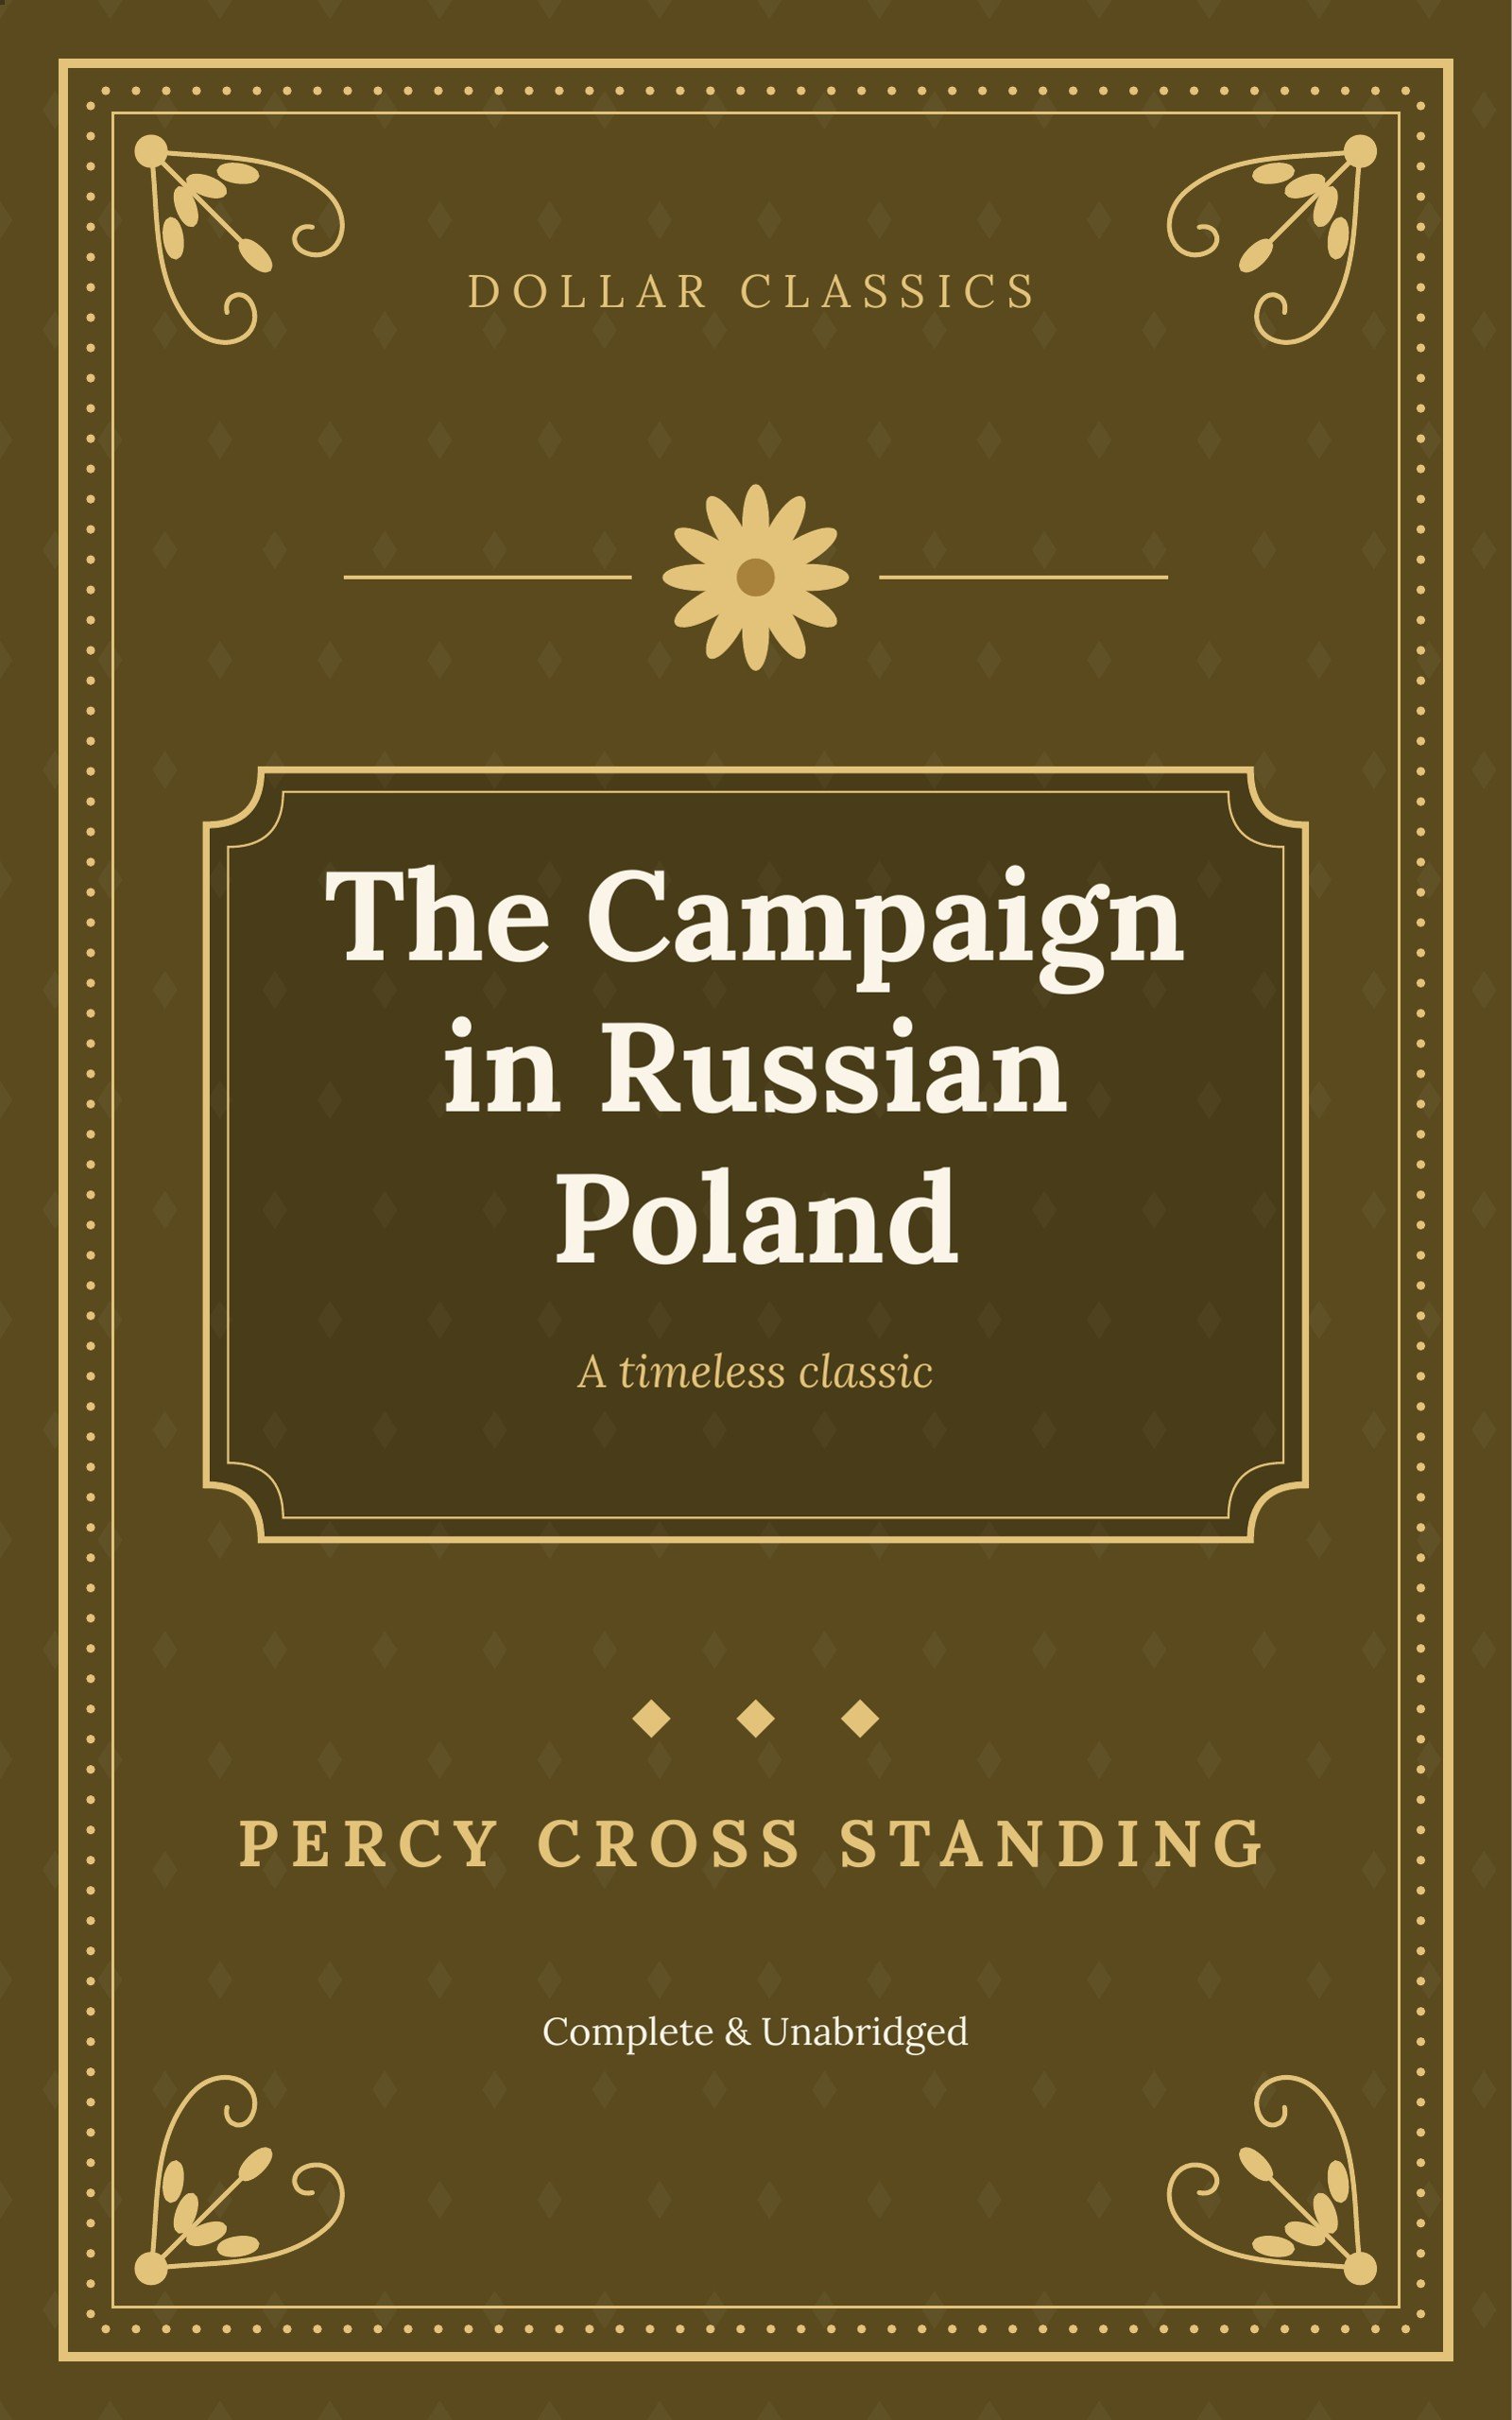 DOLLAR CLASSICS
The Campaign
in Russian
Poland
A timeless classic
PERCY CROSS STANDING
Complete & Unabridged